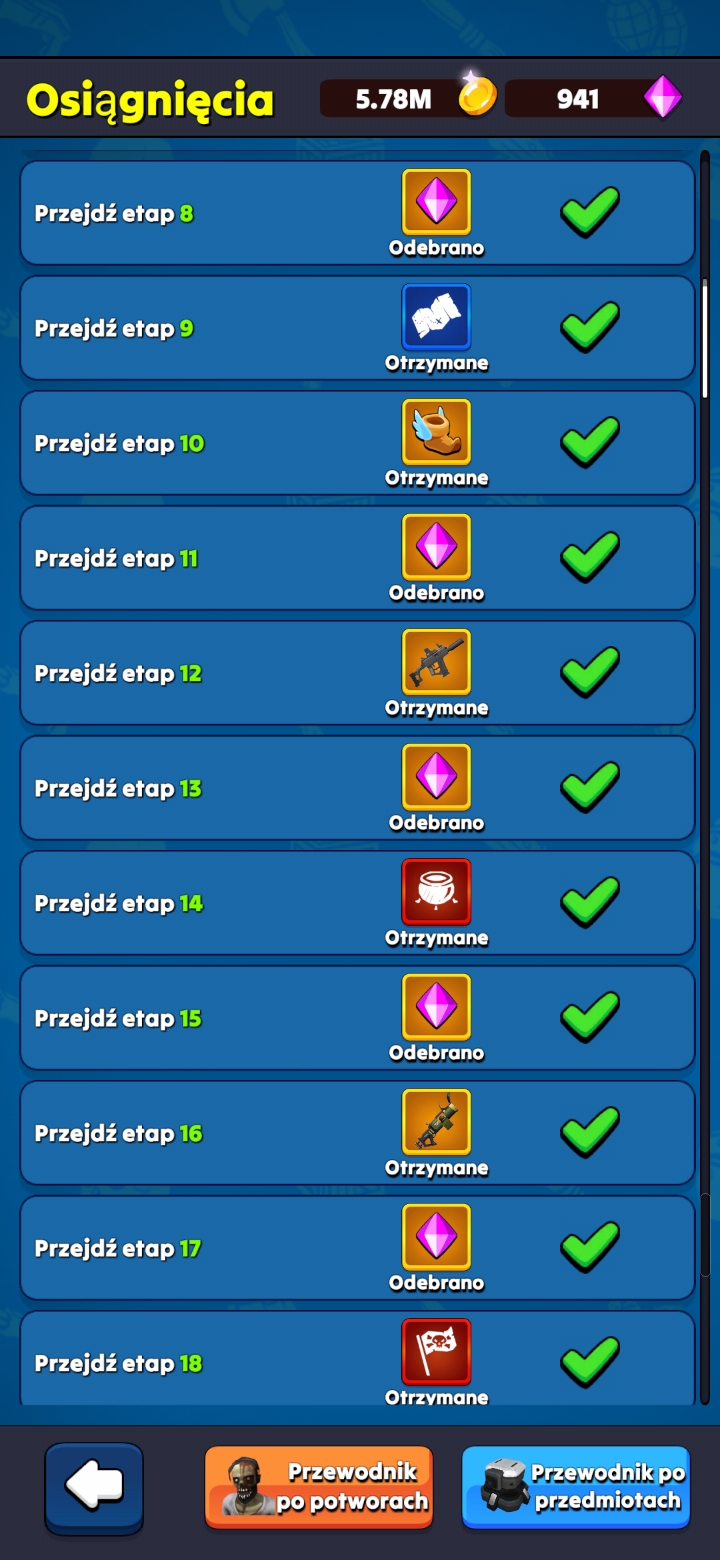 Osiągnięcia
5.78M
941
Przejdź etap 8
Odebrano
Przejdź etap 9
Otrzymane
Przejdź etap 10
Otrzymane
Przejdź etap 11
Odebrano
Przejdź etap 12
Otrzymane
Przejdź etap 13
Odebrano
Przejdź etap 14
Otrzymane
Przejdź etap 15
Odebrano
Przejdź etap 16
Otrzymane
Przejdź etap 17
Odebrano
Przejdź etap 18
Otrzymane
Przewodnik
po potworach
Przewodnik po
przedmiotach